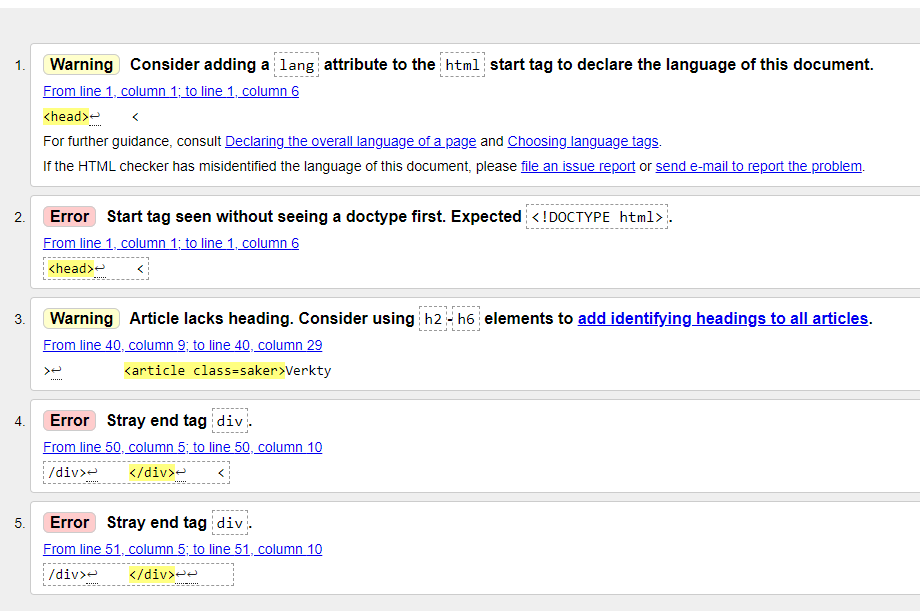 1. Warning Consider adding a lang attribute to the html start tag to declare the language of this document.
From line 1, column 1; to line 1, column 6
<head>↩    <
For further guidance, consult Declaring the overall language of a page and Choosing language tags.
If the HTML checker has misidentified the language of this document, please file an issue report or send e-mail to report the problem.
2. Error Start tag seen without seeing a doctype first. Expected <!DOCTYPE html>.
From line 1, column 1; to line 1, column 6
<head>↩    <
3. Warning Article lacks heading. Consider using h2-h6 elements to add identifying headings to all articles.
From line 40, column 9; to line 40, column 29
>↩        <article class=saker>Verkty
4. Error Stray end tag div.
From line 50, column 5; to line 50, column 10
/div>↩    </div>↩    <
5. Error Stray end tag div.
From line 51, column 5; to line 51, column 10
/div>↩    </div>↩↩